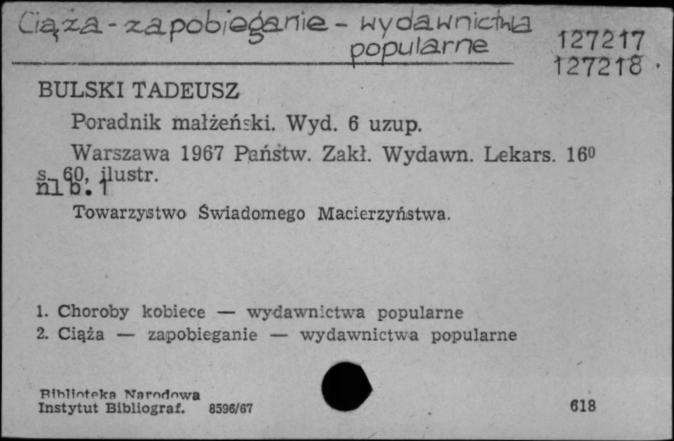 Ciąża - zapobieganie - wydawnictwa
popularne
127217
127218
BULSKI TADEUSZ
Poradnik małżeński. Wyd. 6 uzup.
Warszawa 1967 Państw. Zakł. Wydawn. Lekars. 16⁰
s. 60, ilustr.
nlb. 1
Towarzystwo Świadomego Macierzyństwa.
1. Choroby kobiece — wydawnictwa popularne
2. Ciąża — zapobieganie — wydawnictwa popularne
Biblioteka Narodowa
Instytut Bibliograf. 8596/67
618